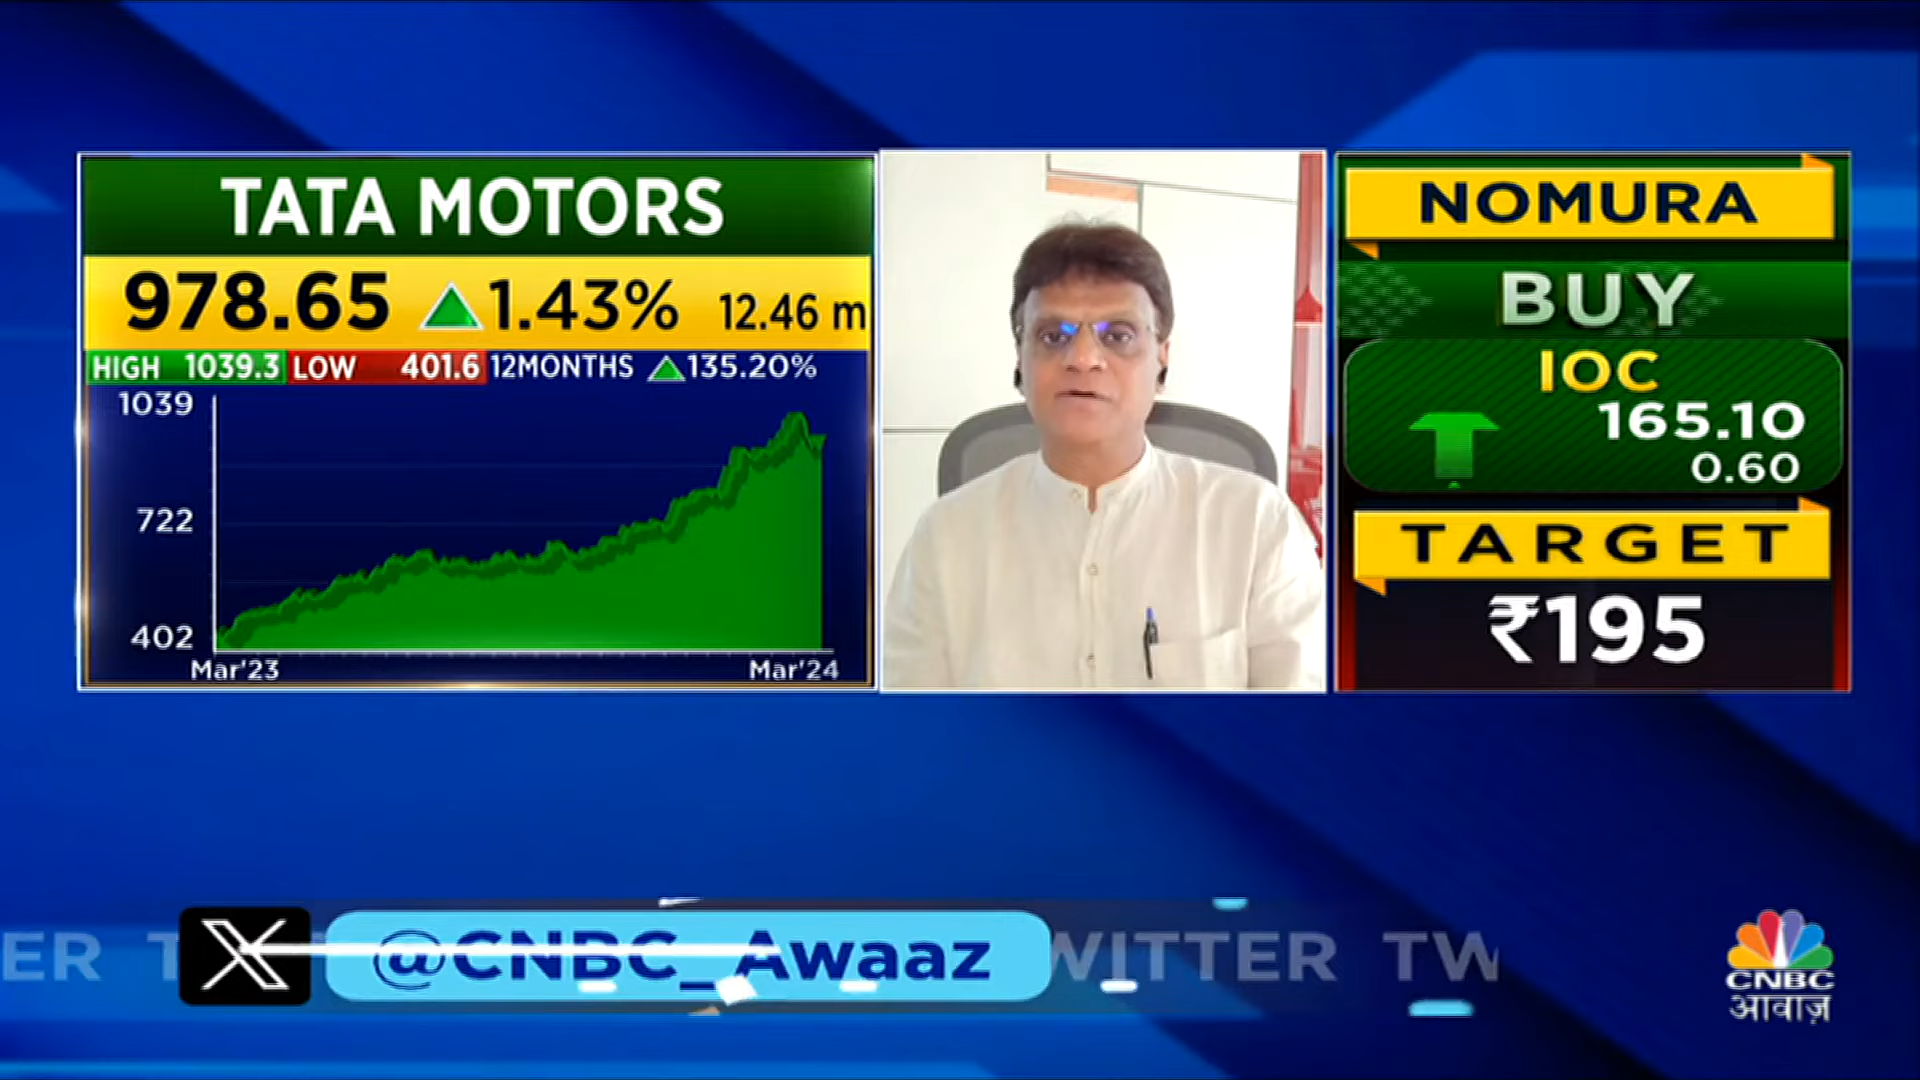 TATA MOTORS
978.65 ▲ 1.43% 12.46 m
HIGH 1039.3 LOW 401.6 12MONTHS ▲ 135.20%
1039
722
402
Mar'23 Mar'24
NOMURA
BUY
IOC
165.10
0.60
TARGET
₹195
@CNBC_Awaaz
WITTER TW
CNBC
आवाज़